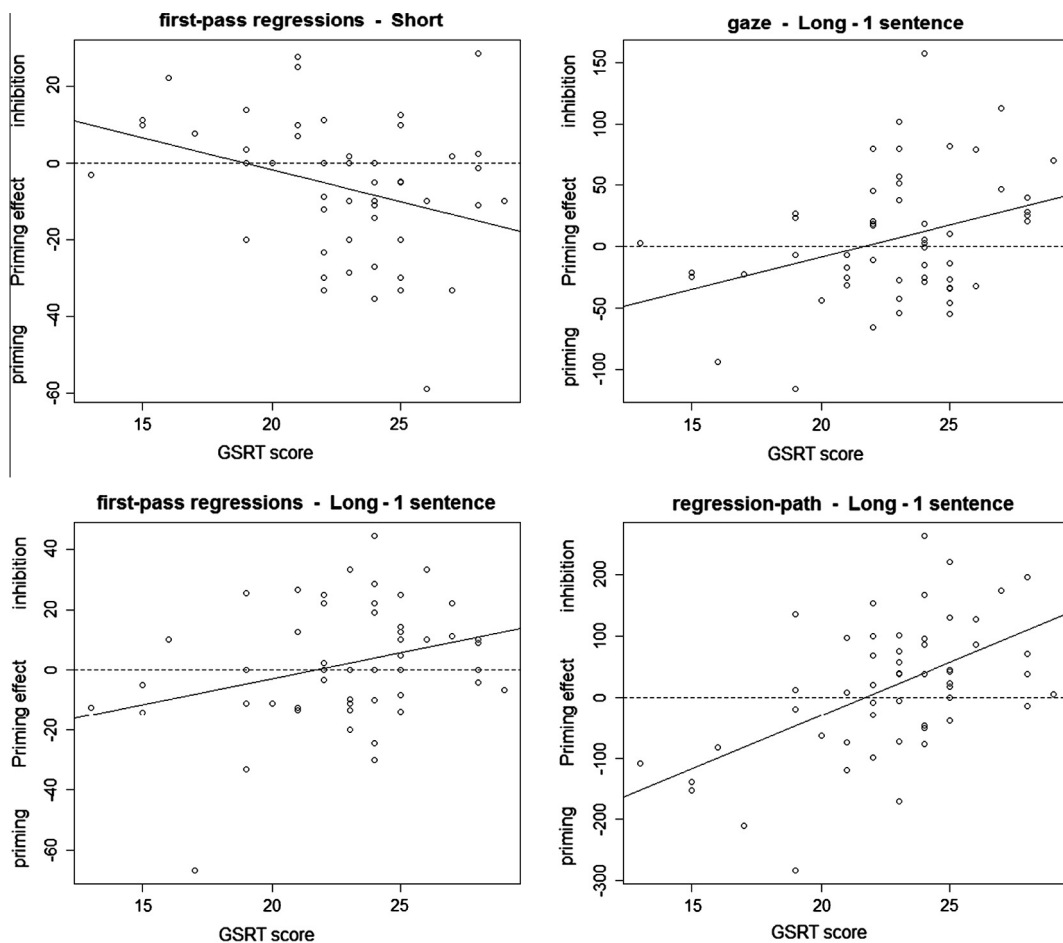 first-pass regressions - Short
inhibition
Priming effect
priming
20
0
-20
-40
-60
15
20
25
GSRT score
gaze - Long - 1 sentence
inhibition
Priming effect
priming
150
100
50
0
-50
-100
15
20
25
GSRT score
first-pass regressions - Long - 1 sentence
inhibition
Priming effect
priming
40
20
0
-20
-40
-60
15
20
25
GSRT score
regression-path - Long - 1 sentence
inhibition
Priming effect
priming
200
100
0
-100
-200
-300
15
20
25
GSRT score